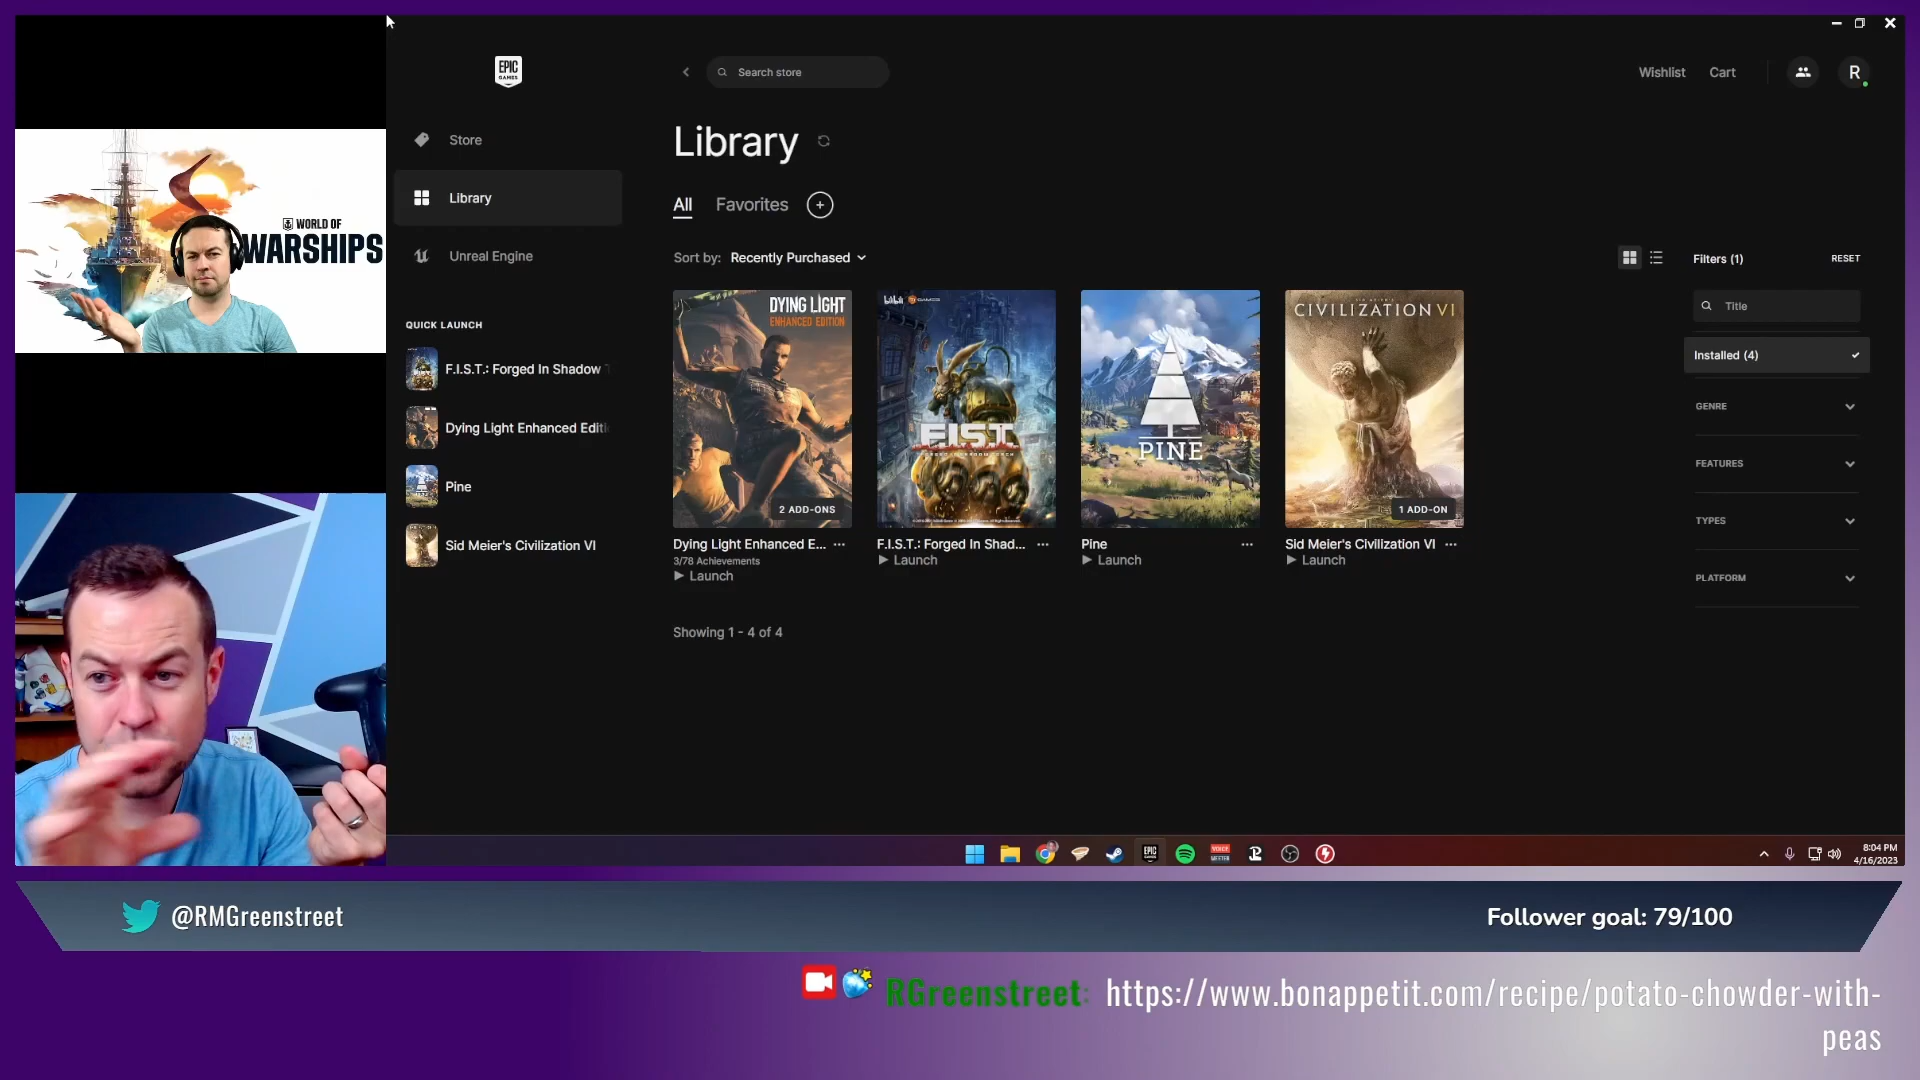 EPIC
GAMES
Search store
Wishlist
Cart
R
Store
Library
Unreal Engine
QUICK LAUNCH
F.I.S.T.: Forged In Shadow
Dying Light Enhanced Editi
Pine
Sid Meier's Civilization VI
WORLD OF
WARSHIPS
Library
All
Favorites
Sort by: Recently Purchased
Filters (1)
RESET
Title
Installed (4)
GENRE
FEATURES
TYPES
PLATFORM
DYING LIGHT
ENHANCED EDITION
2 ADD-ONS
Dying Light Enhanced E...
3/78 Achievements
Launch
F.I.S.T.
F.I.S.T.: Forged In Shad...
Launch
PINE
Pine
Launch
SID MEIER'S
CIVILIZATION VI
1 ADD-ON
Sid Meier's Civilization VI
Launch
Showing 1 - 4 of 4
8:04 PM
4/16/2023
@RMGreenstreet
Follower goal: 79/100
RGreenstreet: https://www.bonappetit.com/recipe/potato-chowder-with-
peas